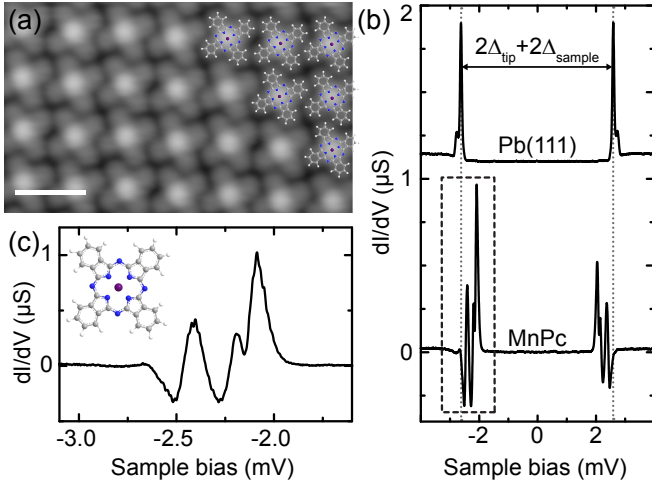 (a)
(b)
2
2Δtip+2Δsample
Pb(111)
1
dI/dV (µS)
MnPc
0
-2
0
2
Sample bias (mV)
(c)
1
dI/dV (µS)
0
-3.0
-2.5
-2.0
Sample bias (mV)